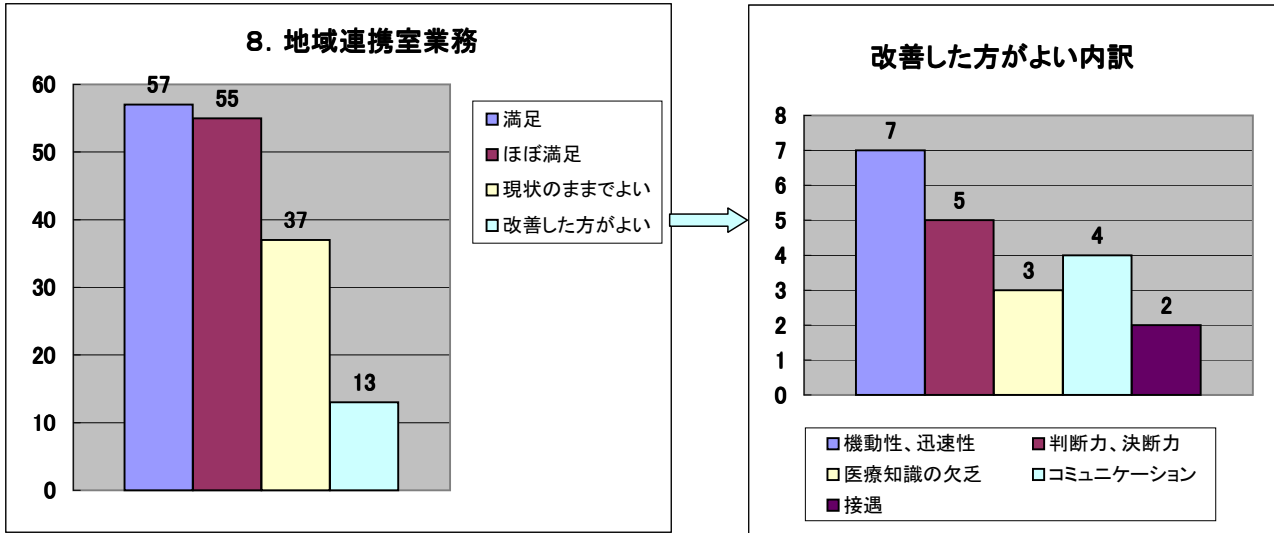 8．地域連携室業務
60
50
40
30
20
10
0
57
55
37
13
満足
ほぼ満足
現状のままでよい
改善した方がよい
改善した方がよい内訳
8
7
6
5
4
3
2
1
0
7
5
3
4
2
機動性、迅速性
判断力、決断力
医療知識の欠乏
コミュニケーション
接遇